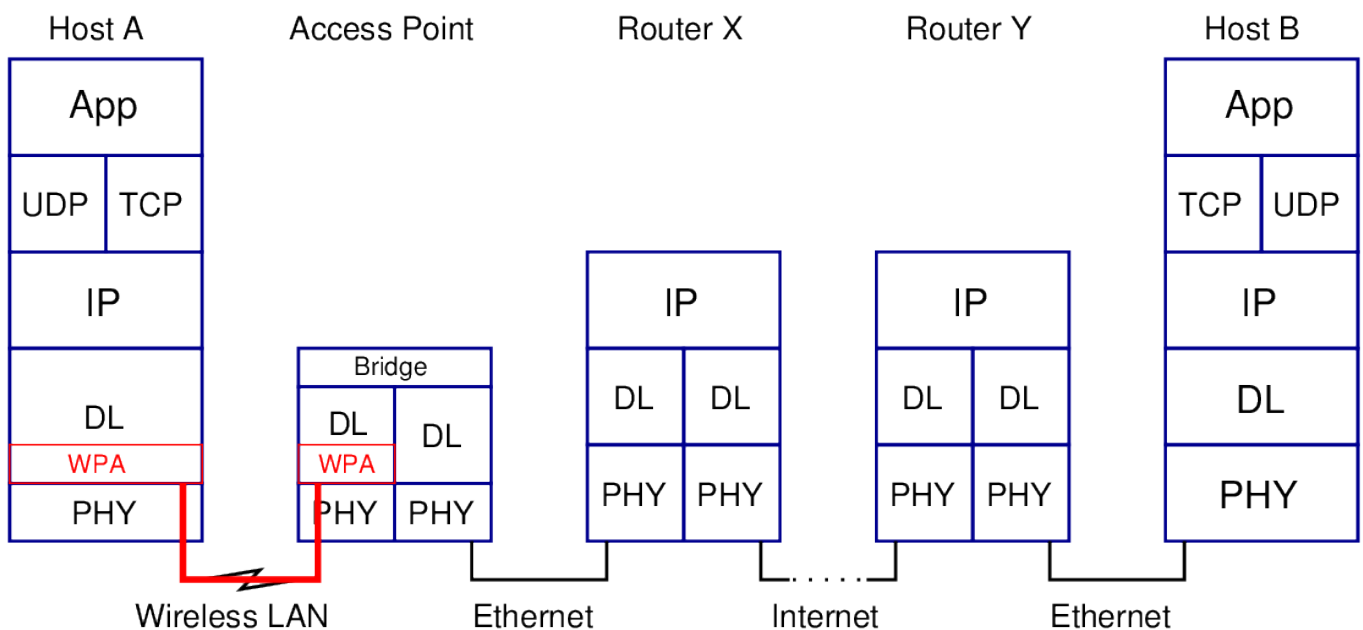 Host A
Access Point
Router X
Router Y
Host B
App
App
UDP TCP
TCP UDP
IP
IP
IP
IP
Bridge
DL
DL
DL
DL DL
DL DL
DL
WPA
WPA
PHY
PHY PHY
PHY PHY
PHY PHY
PHY
Wireless LAN
Ethernet
Internet
Ethernet